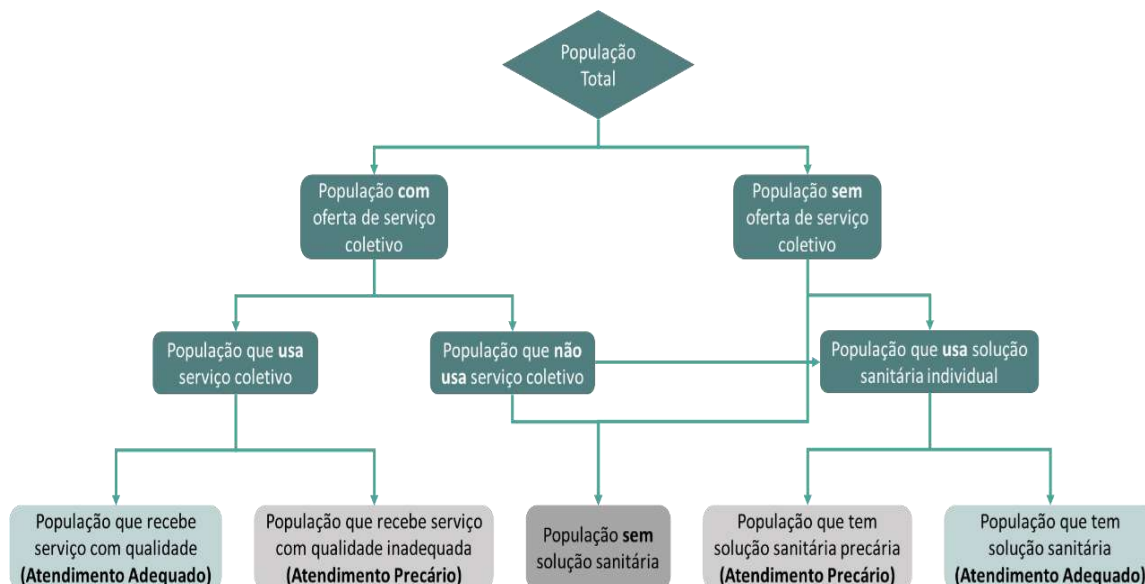 População
Total
População com
oferta de serviço
coletivo
População sem
oferta de serviço
coletivo
População que usa
serviço coletivo
População que não
usa serviço coletivo
População que usa solução
sanitária individual
População que recebe
serviço com qualidade
(Atendimento Adequado)
População que recebe serviço
com qualidade inadequada
(Atendimento Precário)
População sem
solução sanitária
População que tem
solução sanitária precária
(Atendimento Precário)
População que tem
solução sanitária
(Atendimento Adequado)